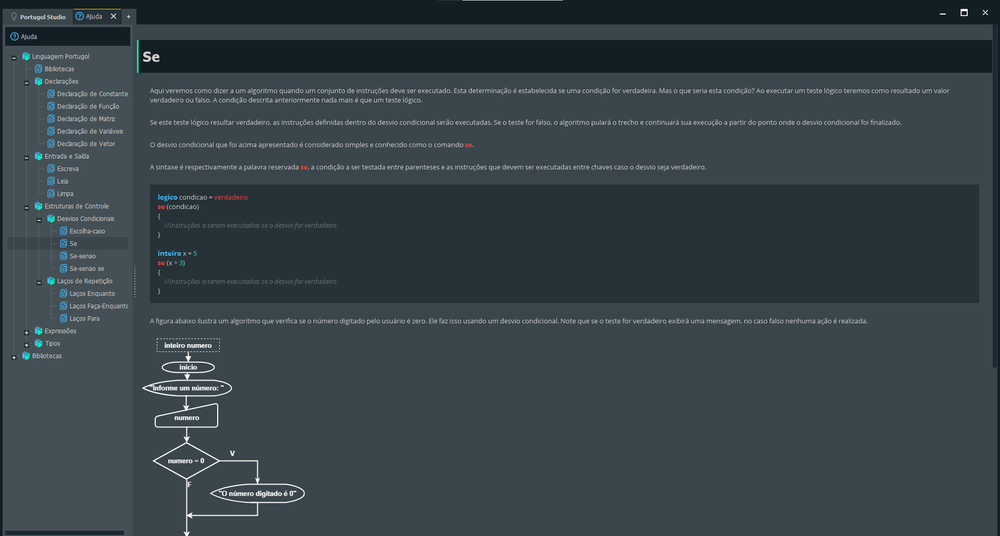 Portugol Studio
Ajuda
+
Ajuda
Linguagem Portugol
Bibliotecas
Declarações
Declaração de Constante
Declaração de Função
Declaração de Matriz
Declaração de Variáveis
Declaração de Vetor
Entrada e Saída
Escreva
Leia
Limpa
Estruturas de Controle
Desvios Condicionais
Escolha-caso
Se
Se-senao
Se-senao se
Laços de Repetição
Laços Enquanto
Laços Faça-Enquanto
Laços Para
Expressões
Tipos
Bibliotecas
Se
Aqui veremos como dizer a um algoritmo quando um conjunto de instruções deve ser executado. Esta determinação é estabelecida se uma condição for verdadeira. Mas o que seria esta condição? Ao executar um teste lógico teremos como resultado um valor
verdadeiro ou falso. A condição descrita anteriormente nada mais é que um teste lógico.
Se este teste lógico resultar verdadeiro, as instruções definidas dentro do desvio condicional serão executadas. Se o teste for falso, o algoritmo pulará o trecho e continuará sua execução a partir do ponto onde o desvio condicional foi finalizado.
O desvio condicional que foi acima apresentado é considerado simples e conhecido como o comando se.
A sintaxe é respectivamente a palavra reservada se, a condição a ser testada entre parenteses e as instruções que devem ser executadas entre chaves caso o desvio seja verdadeiro.
logico condicao = verdadeiro
se (condicao)
{
//Instruções a serem executadas se o desvio for verdadeiro
}
inteiro x = 5
se (x > 3)
{
//Instruções a serem executadas se o desvio for verdadeiro
}
A figura abaixo ilustra um algoritmo que verifica se o número digitado pelo usuário é zero. Ele faz isso usando um desvio condicional. Note que se o teste for verdadeiro exibirá uma mensagem, no caso falso nenhuma ação é realizada.
inteiro numero
inicio
"Informe um número: "
numero
V
numero = 0
F
"O número digitado é 0"